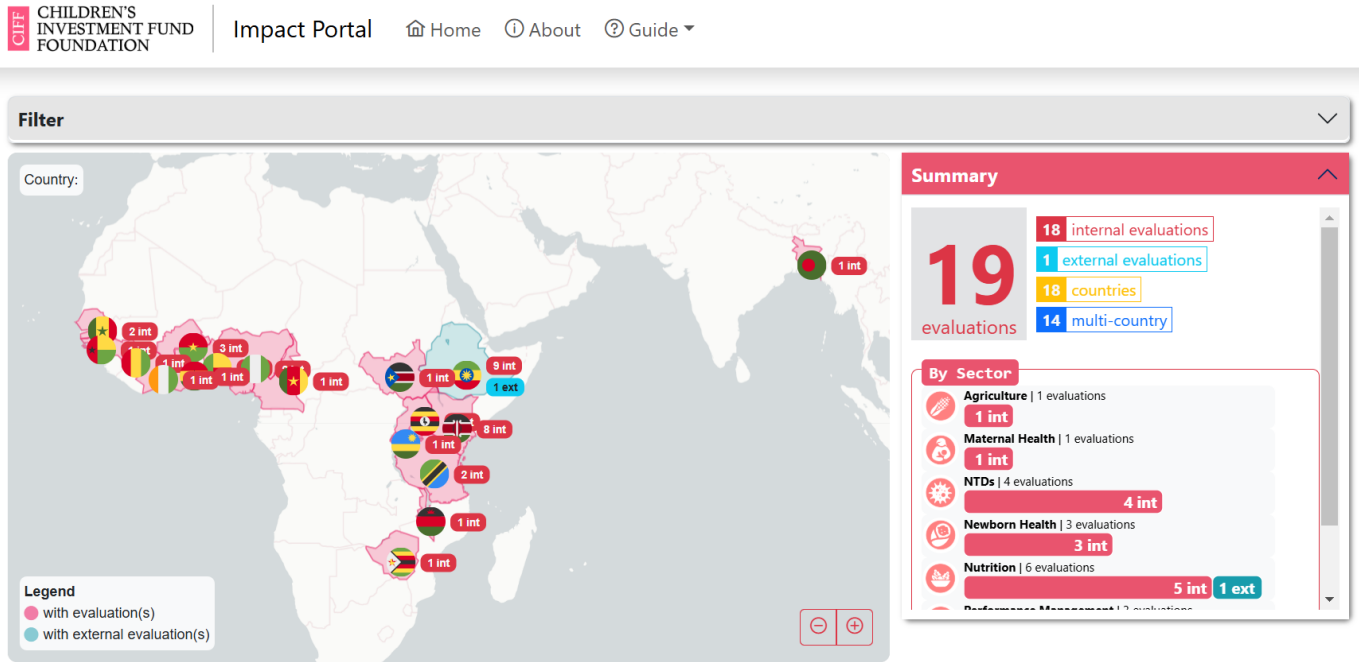 CIFF
CHILDREN'S
INVESTMENT FUND
FOUNDATION
Impact Portal
Home
About
Guide
Filter
Country:
2 int
1 int
3 int
1 int
1 int
1 int
1 int
9 int
1 ext
8 int
1 int
2 int
1 int
1 int
1 int
Legend
with evaluation(s)
with external evaluation(s)
Summary
19
evaluations
18 internal evaluations
1 external evaluations
18 countries
14 multi-country
By Sector
Agriculture | 1 evaluations
1 int
Maternal Health | 1 evaluations
1 int
NTDs | 4 evaluations
4 int
Newborn Health | 3 evaluations
3 int
Nutrition | 6 evaluations
5 int 1 ext